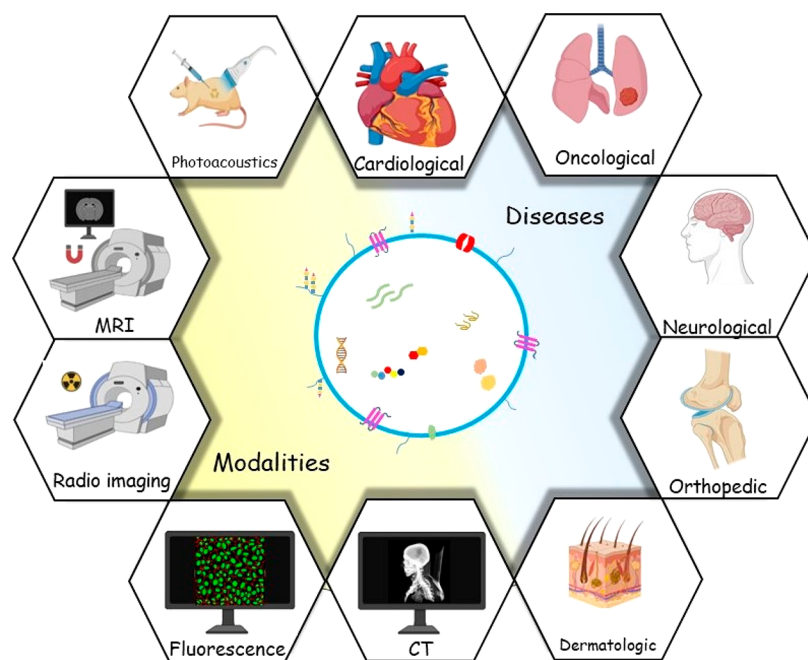 Photoacoustics
Cardiological
Oncological
Diseases
MRI
Neurological
Radio imaging
Modalities
Orthopedic
Fluorescence
CT
Dermatologic